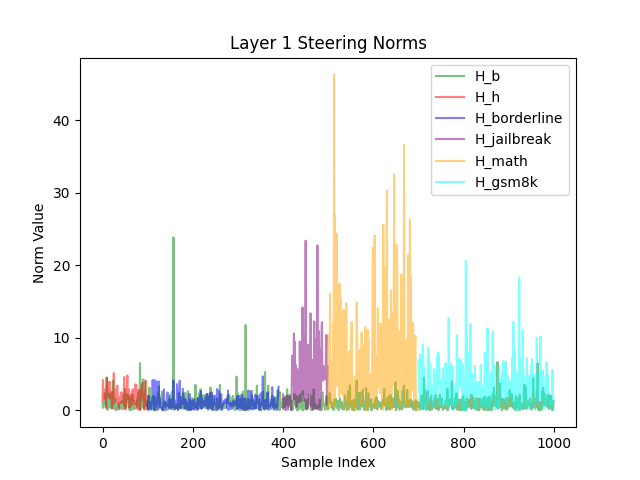 Layer 1 Steering Norms
Norm Value
40
30
20
10
0
H_b
H_h
H_borderline
H_jailbreak
H_math
H_gsm8k
0
200
400
600
800
1000
Sample Index